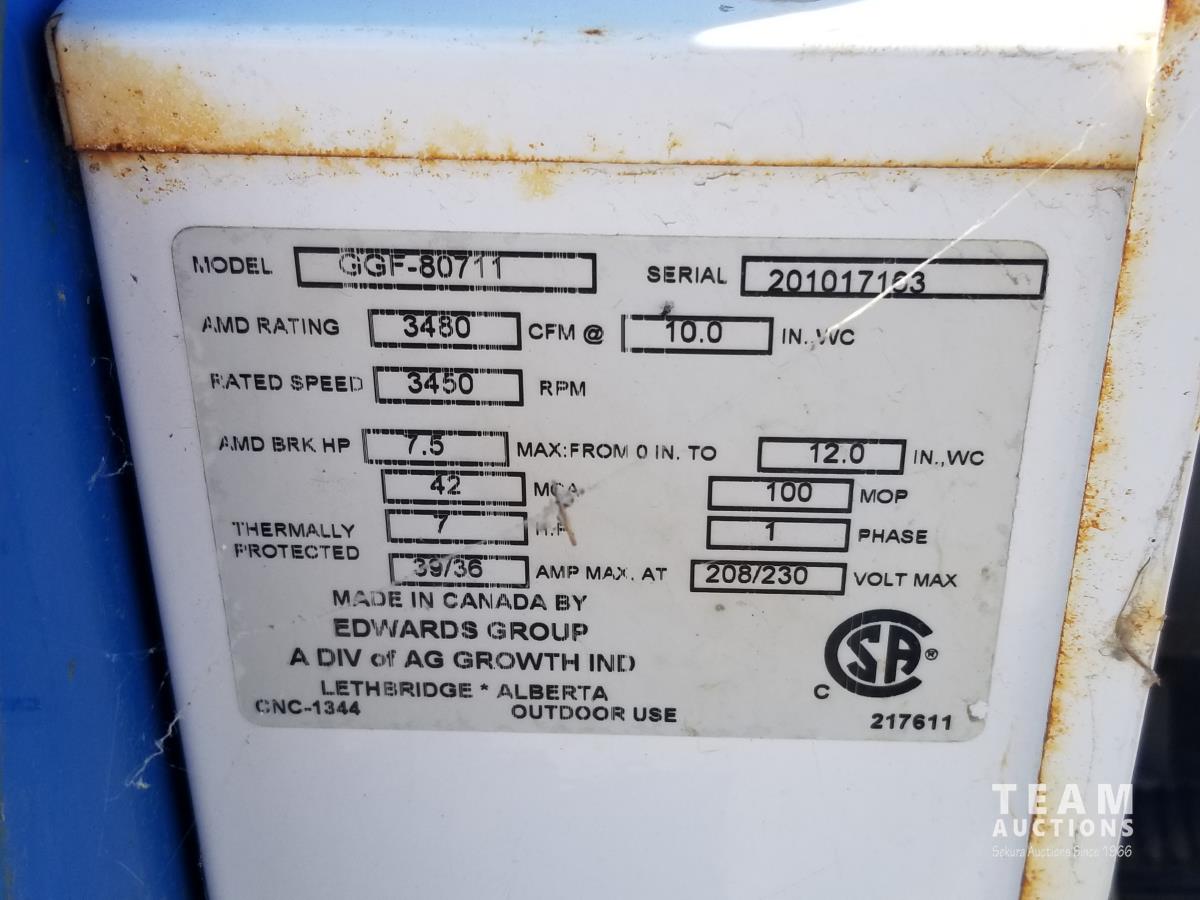 MODEL GGF-80711 SERIAL
AMD RATING 3480 CFM @ 10.0 IN.,WC
RATED SPEED 3450 RPM
AMD BRK HP 7.5 MAX:FROM 0 IN. TO 12.0 IN.,WC
42 MCA 100 MOP
THERMALLY 7 H.P 1 PHASE
PROTECTED
39/36 AMP MAX. AT 208/230 VOLT MAX
MADE IN CANADA BY
EDWARDS GROUP
A DIV of AG GROWTH IND
LETHBRIDGE * ALBERTA
CNC-1344 OUTDOOR USE
C SA ®
217611
TEAM
AUCTIONS
Sekura Auctions Since 1966